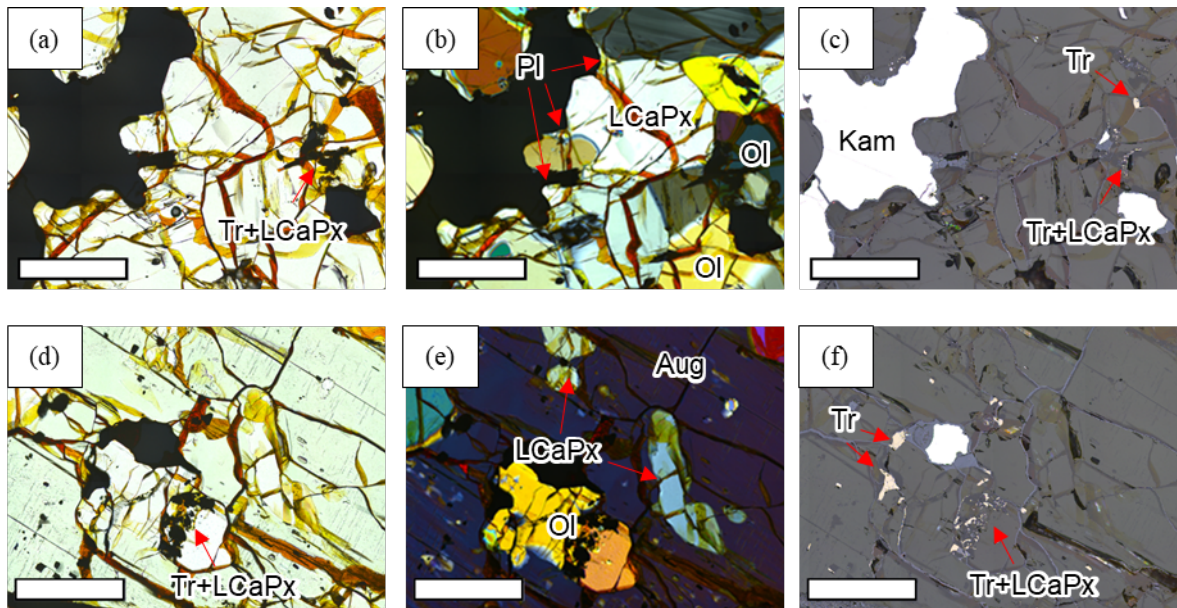 (a)
Tr+LCaPx
(b)
Pl
LCaPx
Ol
Ol
(c)
Tr
Kam
Tr+LCaPx
(d)
Tr+LCaPx
(e)
Aug
LCaPx
Ol
(f)
Tr
Tr+LCaPx